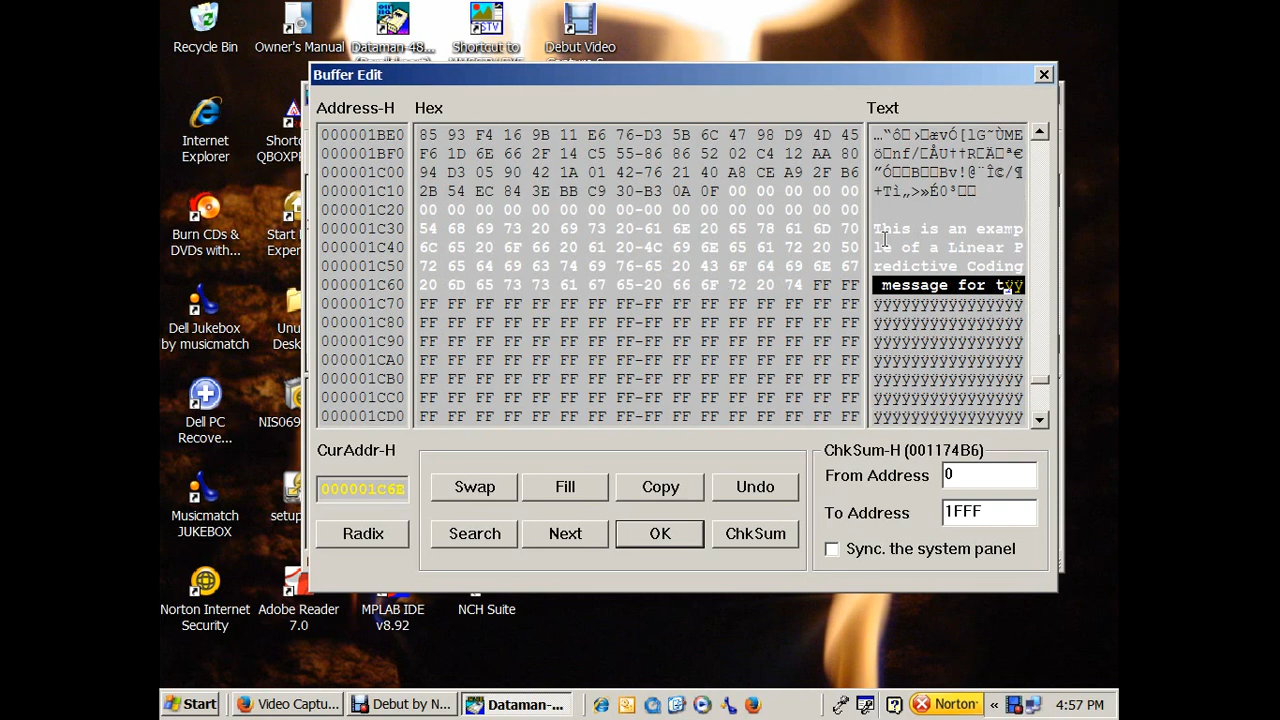 Recycle Bin
Owner's Manual
Dataman-48...
Shortcut to
Debut Video
Internet
Explorer
Burn CDs &
DVDs with...
Start
Dell Jukebox
by musicmatch
Dell PC
Recove...
Musicmatch
JUKEBOX
Norton Internet
Security
Adobe Reader
7.0
MPLAB IDE
v8.92
NCH Suite
Buffer Edit
Address-H Hex Text
000001BE0 85 93 F4 16 9B 11 E6 76-D3 5B 6C 47 98 D9 4D 45
000001BF0 F6 1D 6E 66 2F 14 C5 55-86 86 52 02 C4 12 AA 80
000001C00 94 D3 05 90 42 1A 01 42-76 21 40 A8 CE A9 2F B6
000001C10 2B 54 EC 84 3E BB C9 30-B3 0A 0F 00 00 00 00 00
000001C20 00 00 00 00 00 00 00 00-00 00 00 00 00 00 00 00
000001C30 54 68 69 73 20 69 73 20-61 6E 20 65 78 61 6D 70 This is an examp
000001C40 6C 65 20 6F 66 20 61 20-4C 69 6E 65 61 72 20 50 le of a Linear P
000001C50 72 65 64 69 63 74 69 76-65 20 43 6F 64 69 6E 67 redictive Coding
000001C60 20 6D 65 73 73 61 67 65-20 66 6F 72 20 74 FF FF message for tÿÿ
000001C70 FF FF FF FF FF FF FF FF-FF FF FF FF FF FF FF FF ÿÿÿÿÿÿÿÿÿÿÿÿÿÿÿÿ
000001C80 FF FF FF FF FF FF FF FF-FF FF FF FF FF FF FF FF ÿÿÿÿÿÿÿÿÿÿÿÿÿÿÿÿ
000001C90 FF FF FF FF FF FF FF FF-FF FF FF FF FF FF FF FF ÿÿÿÿÿÿÿÿÿÿÿÿÿÿÿÿ
000001CA0 FF FF FF FF FF FF FF FF-FF FF FF FF FF FF FF FF ÿÿÿÿÿÿÿÿÿÿÿÿÿÿÿÿ
000001CB0 FF FF FF FF FF FF FF FF-FF FF FF FF FF FF FF FF ÿÿÿÿÿÿÿÿÿÿÿÿÿÿÿÿ
000001CC0 FF FF FF FF FF FF FF FF-FF FF FF FF FF FF FF FF ÿÿÿÿÿÿÿÿÿÿÿÿÿÿÿÿ
000001CD0 FF FF FF FF FF FF FF FF-FF FF FF FF FF FF FF FF ÿÿÿÿÿÿÿÿÿÿÿÿÿÿÿÿ
CurAddr-H
000001C6E
Radix
Swap Fill Copy Undo
Search Next OK ChkSum
ChkSum-H (001174B6)
From Address 0
To Address 1FFF
Sync. the system panel
Start Video Captu... Debut by N... Dataman-... Norton « 4:57 PM